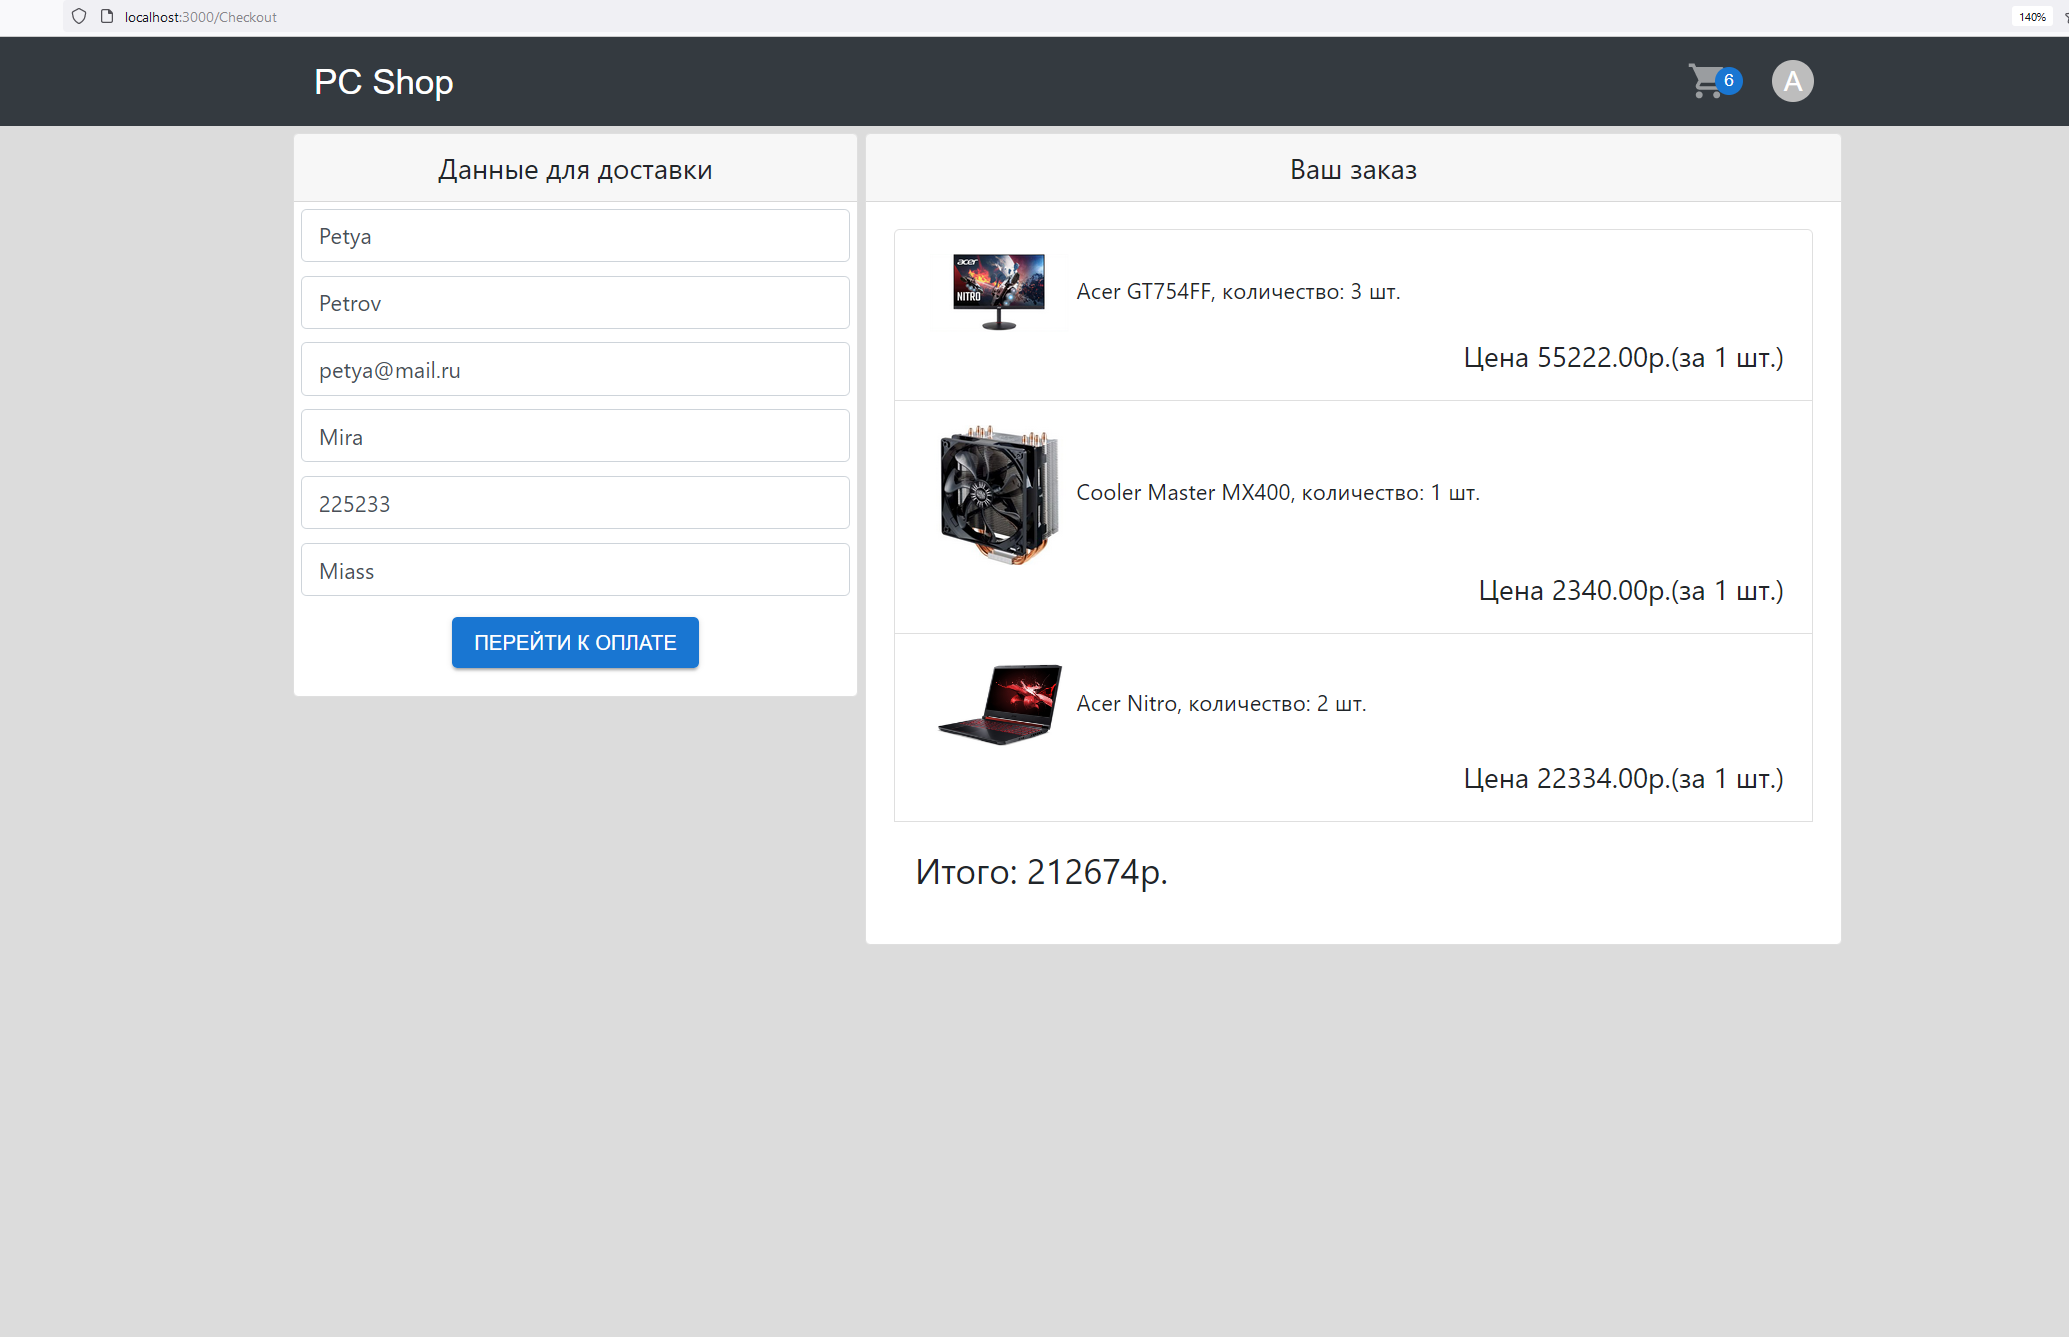 localhost:3000/Checkout
140%
PC Shop
6
A
Данные для доставки
Petya
Petrov
petya@mail.ru
Mira
225233
Miass
ПЕРЕЙТИ К ОПЛАТЕ
Ваш заказ
acer
NITRO
Acer GT754FF, количество: 3 шт.
Цена 55222.00р.(за 1 шт.)
Cooler Master MX400, количество: 1 шт.
Цена 2340.00р.(за 1 шт.)
Acer Nitro, количество: 2 шт.
Цена 22334.00р.(за 1 шт.)
Итого: 212674р.